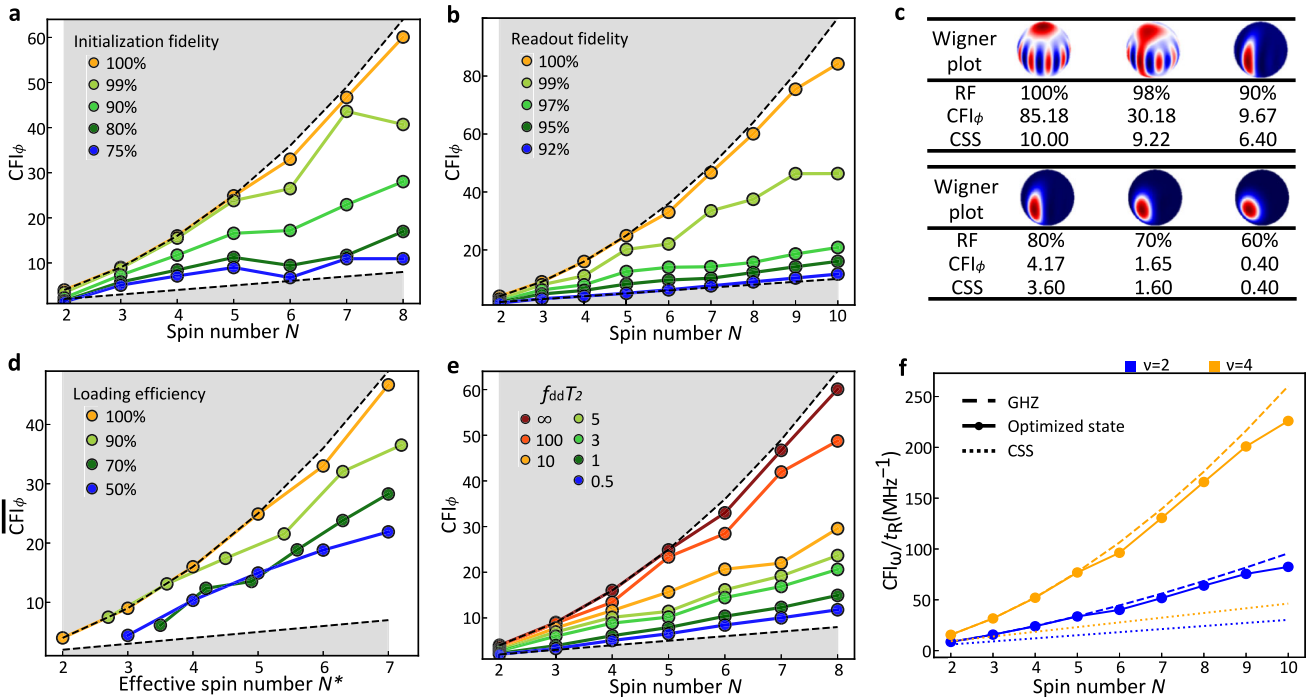 a
CFIϕ
60
50
40
30
20
10
Initialization fidelity
100%
99%
90%
80%
75%
2 3 4 5 6 7 8
Spin number N
b
CFIϕ
80
60
40
20
Readout fidelity
100%
99%
97%
95%
92%
2 3 4 5 6 7 8 9 10
Spin number N
c
Wigner plot
RF 100% 98% 90%
CFIϕ 85.18 30.18 9.67
CSS 10.00 9.22 6.40
Wigner plot
RF 80% 70% 60%
CFIϕ 4.17 1.65 0.40
CSS 3.60 1.60 0.40
d
CFIϕ
40
30
20
10
Loading efficiency
100%
90%
70%
50%
2 3 4 5 6 7
Effective spin number N*
e
CFIϕ
60
50
40
30
20
10
fddT2
∞ 5
100 3
10 1
0.5
2 3 4 5 6 7 8
Spin number N
f
ν=2 ν=4
CFIω/tR(MHz⁻¹)
250
200
150
100
50
0
GHZ
Optimized state
CSS
2 3 4 5 6 7 8 9 10
Spin number N